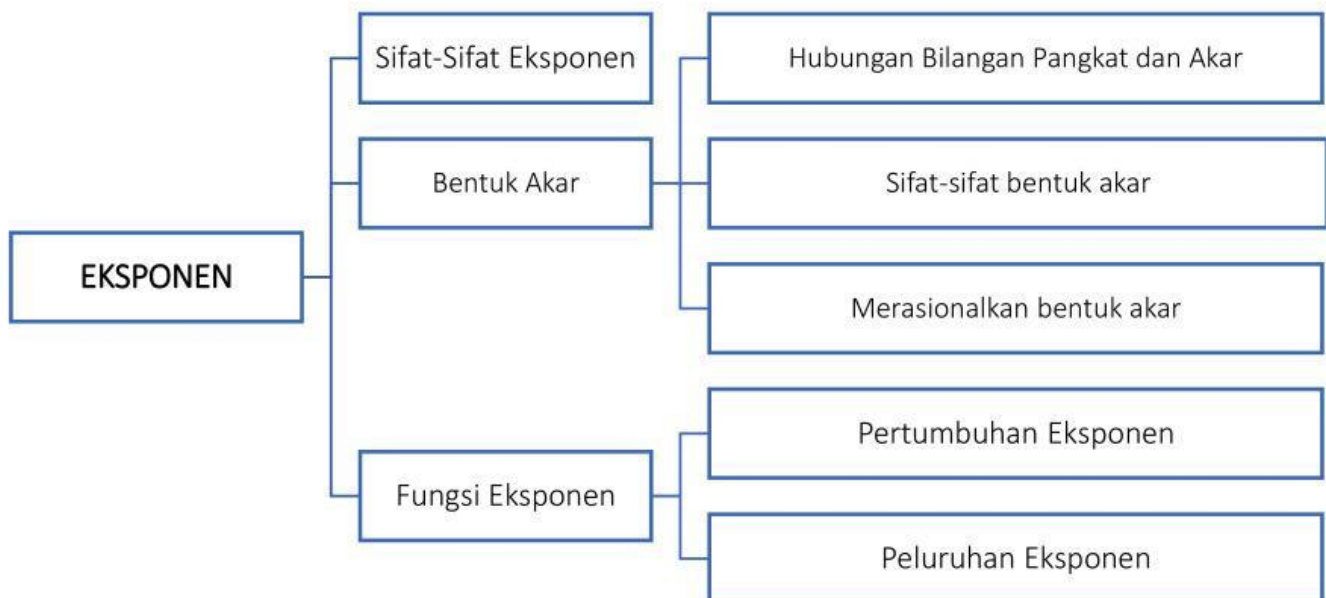 EKSPONEN
Sifat-Sifat Eksponen
Bentuk Akar
Hubungan Bilangan Pangkat dan Akar
Sifat-sifat bentuk akar
Merasionalkan bentuk akar
Fungsi Eksponen
Pertumbuhan Eksponen
Peluruhan Eksponen